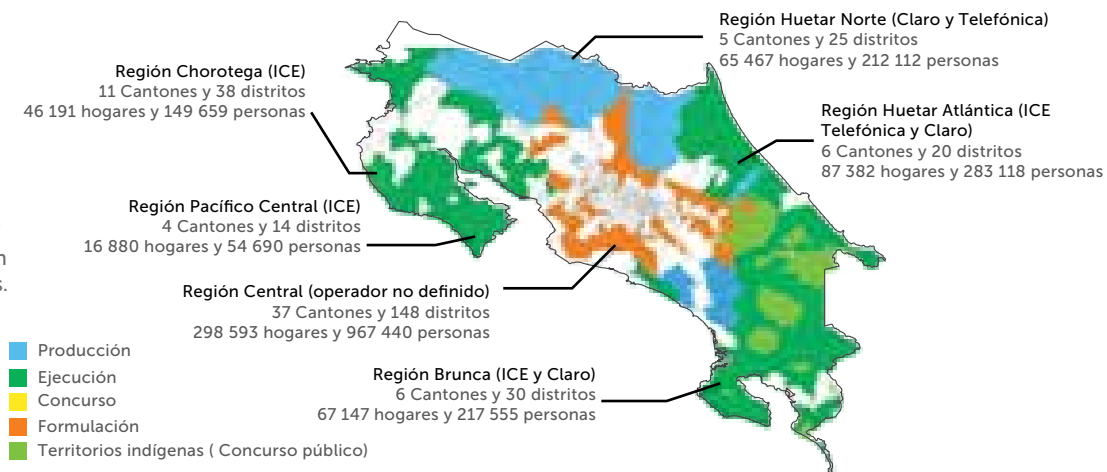 Región Huetar Norte (Claro y Telefónica)
5 Cantones y 25 distritos
65 467 hogares y 212 112 personas
Región Chorotega (ICE)
11 Cantones y 38 distritos
46 191 hogares y 149 659 personas
Región Huetar Atlántica (ICE
Telefónica y Claro)
6 Cantones y 20 distritos
87 382 hogares y 283 118 personas
Región Pacífico Central (ICE)
4 Cantones y 14 distritos
16 880 hogares y 54 690 personas
n
s.
Región Central (operador no definido)
37 Cantones y 148 distritos
298 593 hogares y 967 440 personas
Región Brunca (ICE y Claro)
6 Cantones y 30 distritos
67 147 hogares y 217 555 personas
Producción
Ejecución
Concurso
Formulación
Territorios indígenas ( Concurso público)